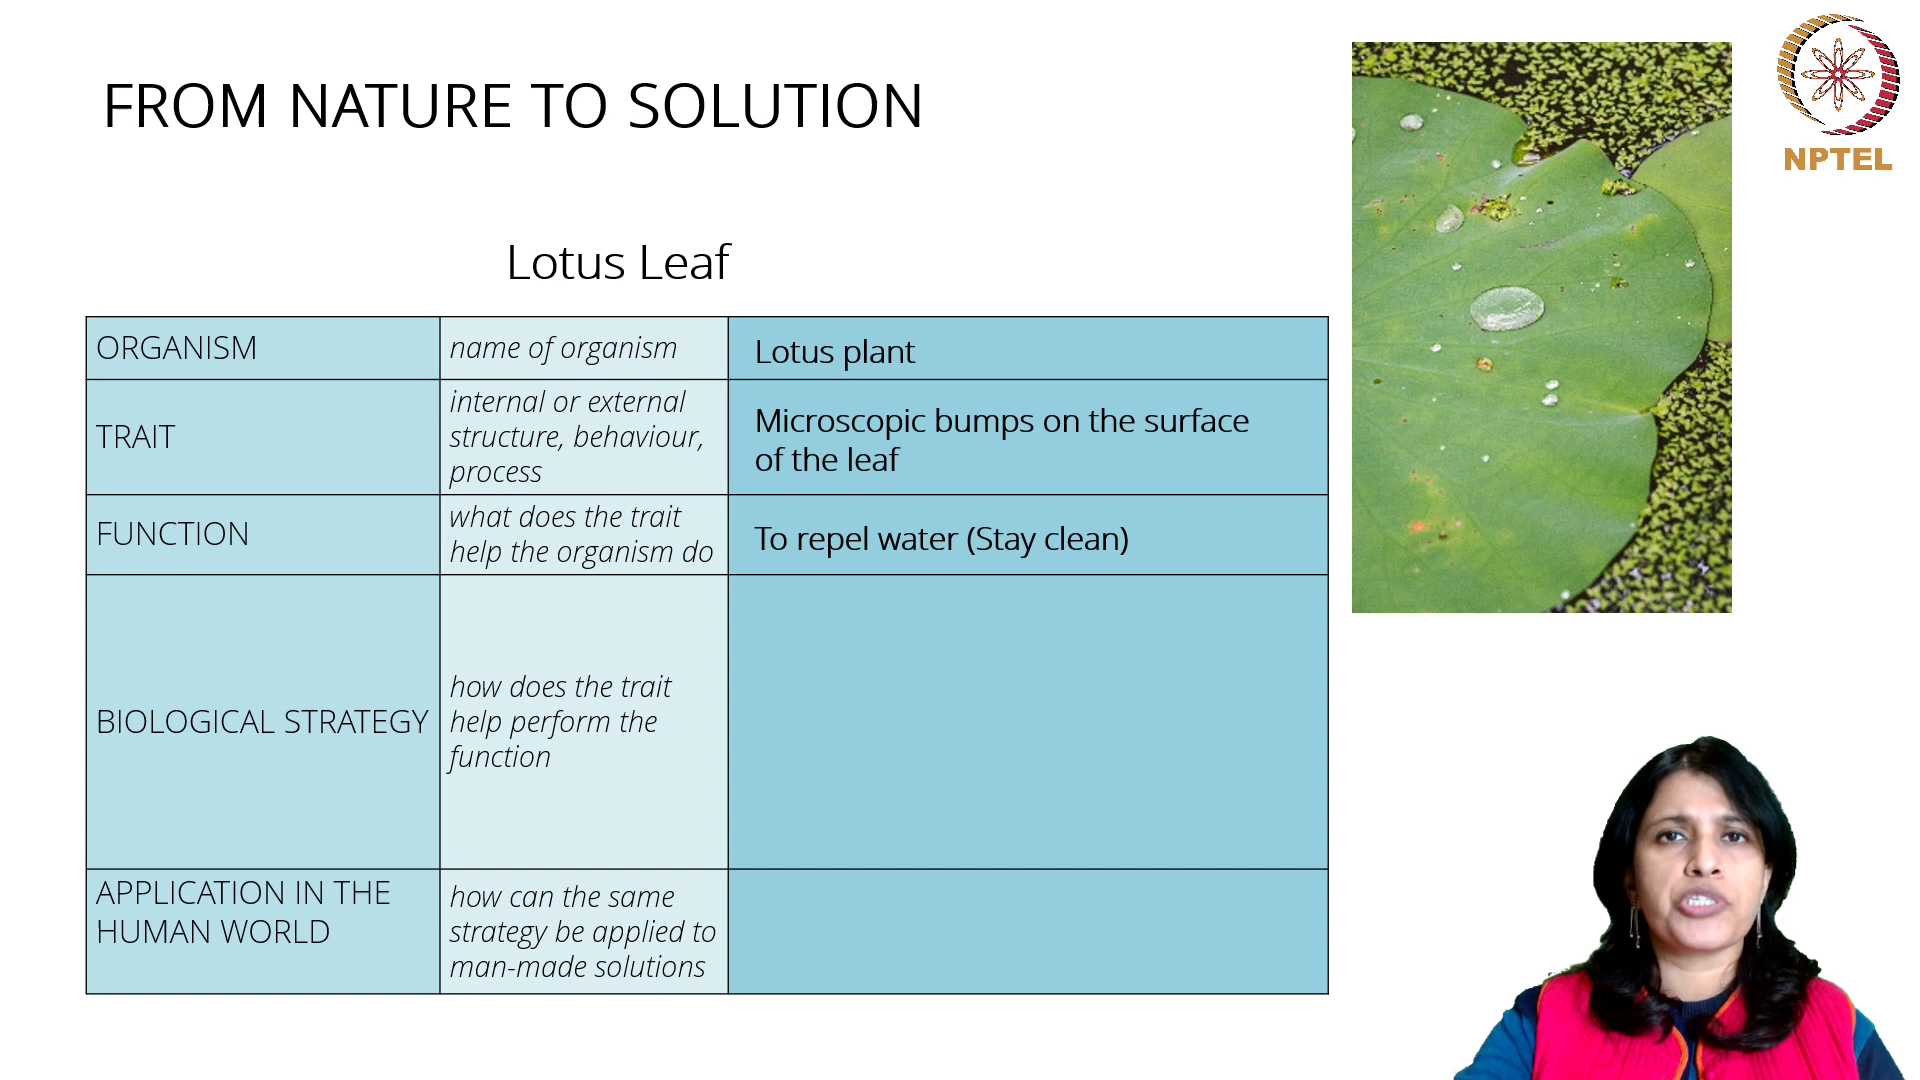 FROM NATURE TO SOLUTION
NPTEL
Lotus Leaf
ORGANISM
name of organism
Lotus plant
TRAIT
internal or external
structure, behaviour,
process
Microscopic bumps on the surface
of the leaf
FUNCTION
what does the trait
help the organism do
To repel water (Stay clean)
BIOLOGICAL STRATEGY
how does the trait
help perform the
function
APPLICATION IN THE
HUMAN WORLD
how can the same
strategy be applied to
man-made solutions